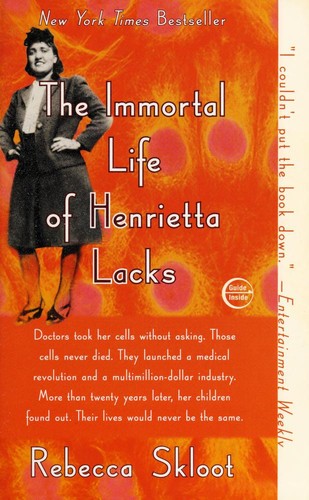 New York Times Bestseller
The Immortal
Life
of Henrietta
Lacks
Guide
Inside
Doctors took her cells without asking. Those
cells never died. They launched a medical
revolution and a multimillion-dollar industry.
More than twenty years later, her children
found out. Their lives would never be the same.
Rebecca Skloot
"I couldn't put the book down." —Entertainment Weekly